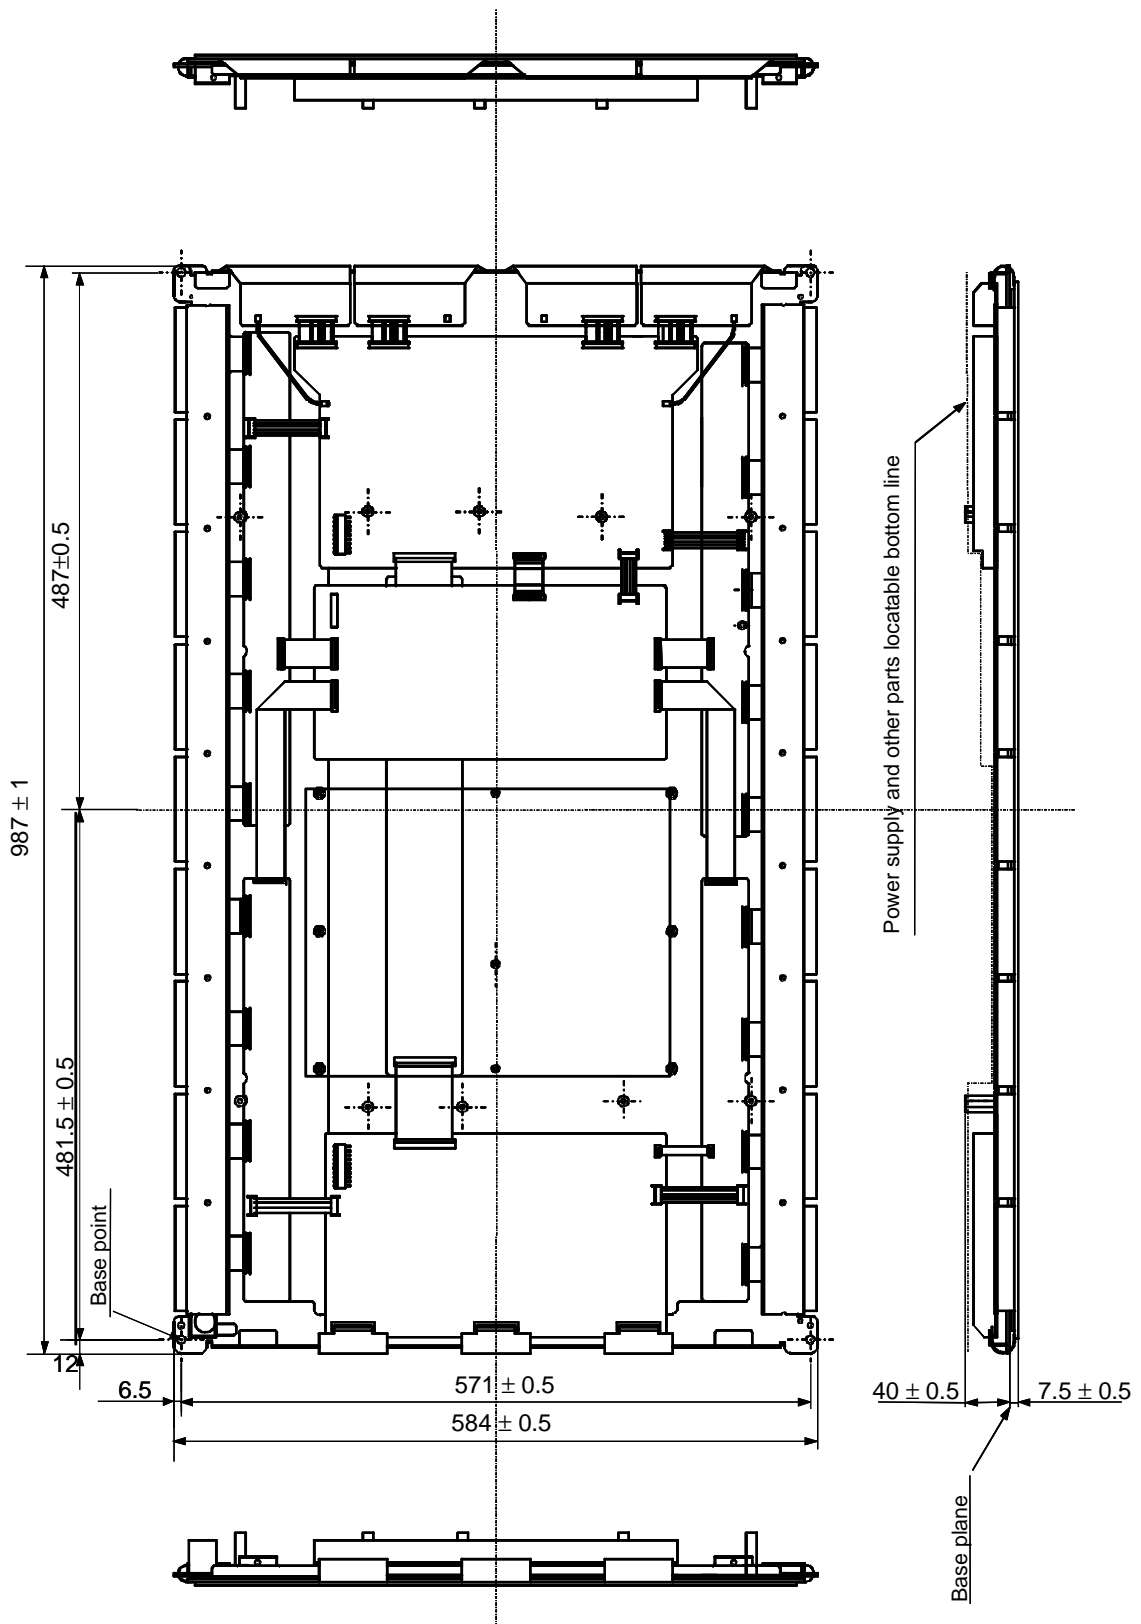 487±0.5
987 ± 1
481.5 ± 0.5
Base point
12
6.5
571 ± 0.5
584 ± 0.5
Power supply and other parts locatable bottom line
40 ± 0.5
7.5 ± 0.5
Base plane